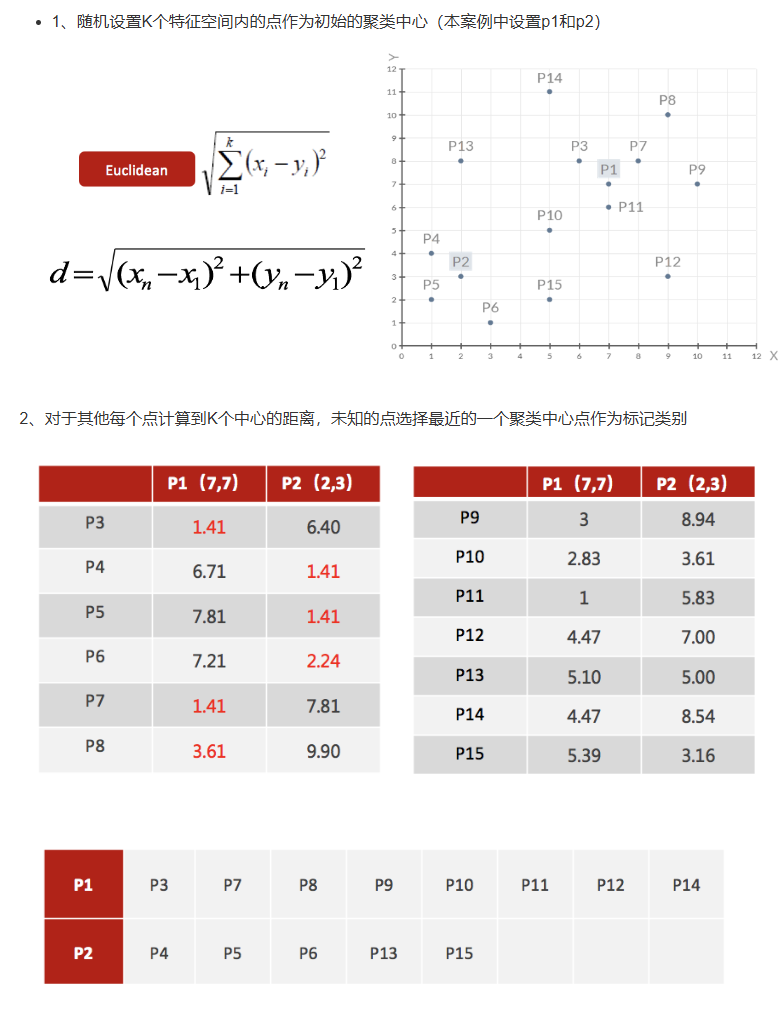 • 1、随机设置K个特征空间内的点作为初始的聚类中心（本案例中设置p1和p2）
Euclidean
√∑(xᵢ − yᵢ)²
k
i=1
d=√(xₙ−x₁)²+(yₙ−y₁)²
Y
12
11
10
9
8
7
6
5
4
3
2
1
0
P14
P8
P13
P3
P7
P1
P9
P11
P10
P4
P2
P12
P5
P15
P6
0 1 2 3 4 5 6 7 8 9 10 11 12 X
2、对于其他每个点计算到K个中心的距离，未知的点选择最近的一个聚类中心点作为标记类别
P1（7,7） P2（2,3）
P3 1.41 6.40
P4 6.71 1.41
P5 7.81 1.41
P6 7.21 2.24
P7 1.41 7.81
P8 3.61 9.90
P1（7,7） P2（2,3）
P9 3 8.94
P10 2.83 3.61
P11 1 5.83
P12 4.47 7.00
P13 5.10 5.00
P14 4.47 8.54
P15 5.39 3.16
P1 P3 P7 P8 P9 P10 P11 P12 P14
P2 P4 P5 P6 P13 P15